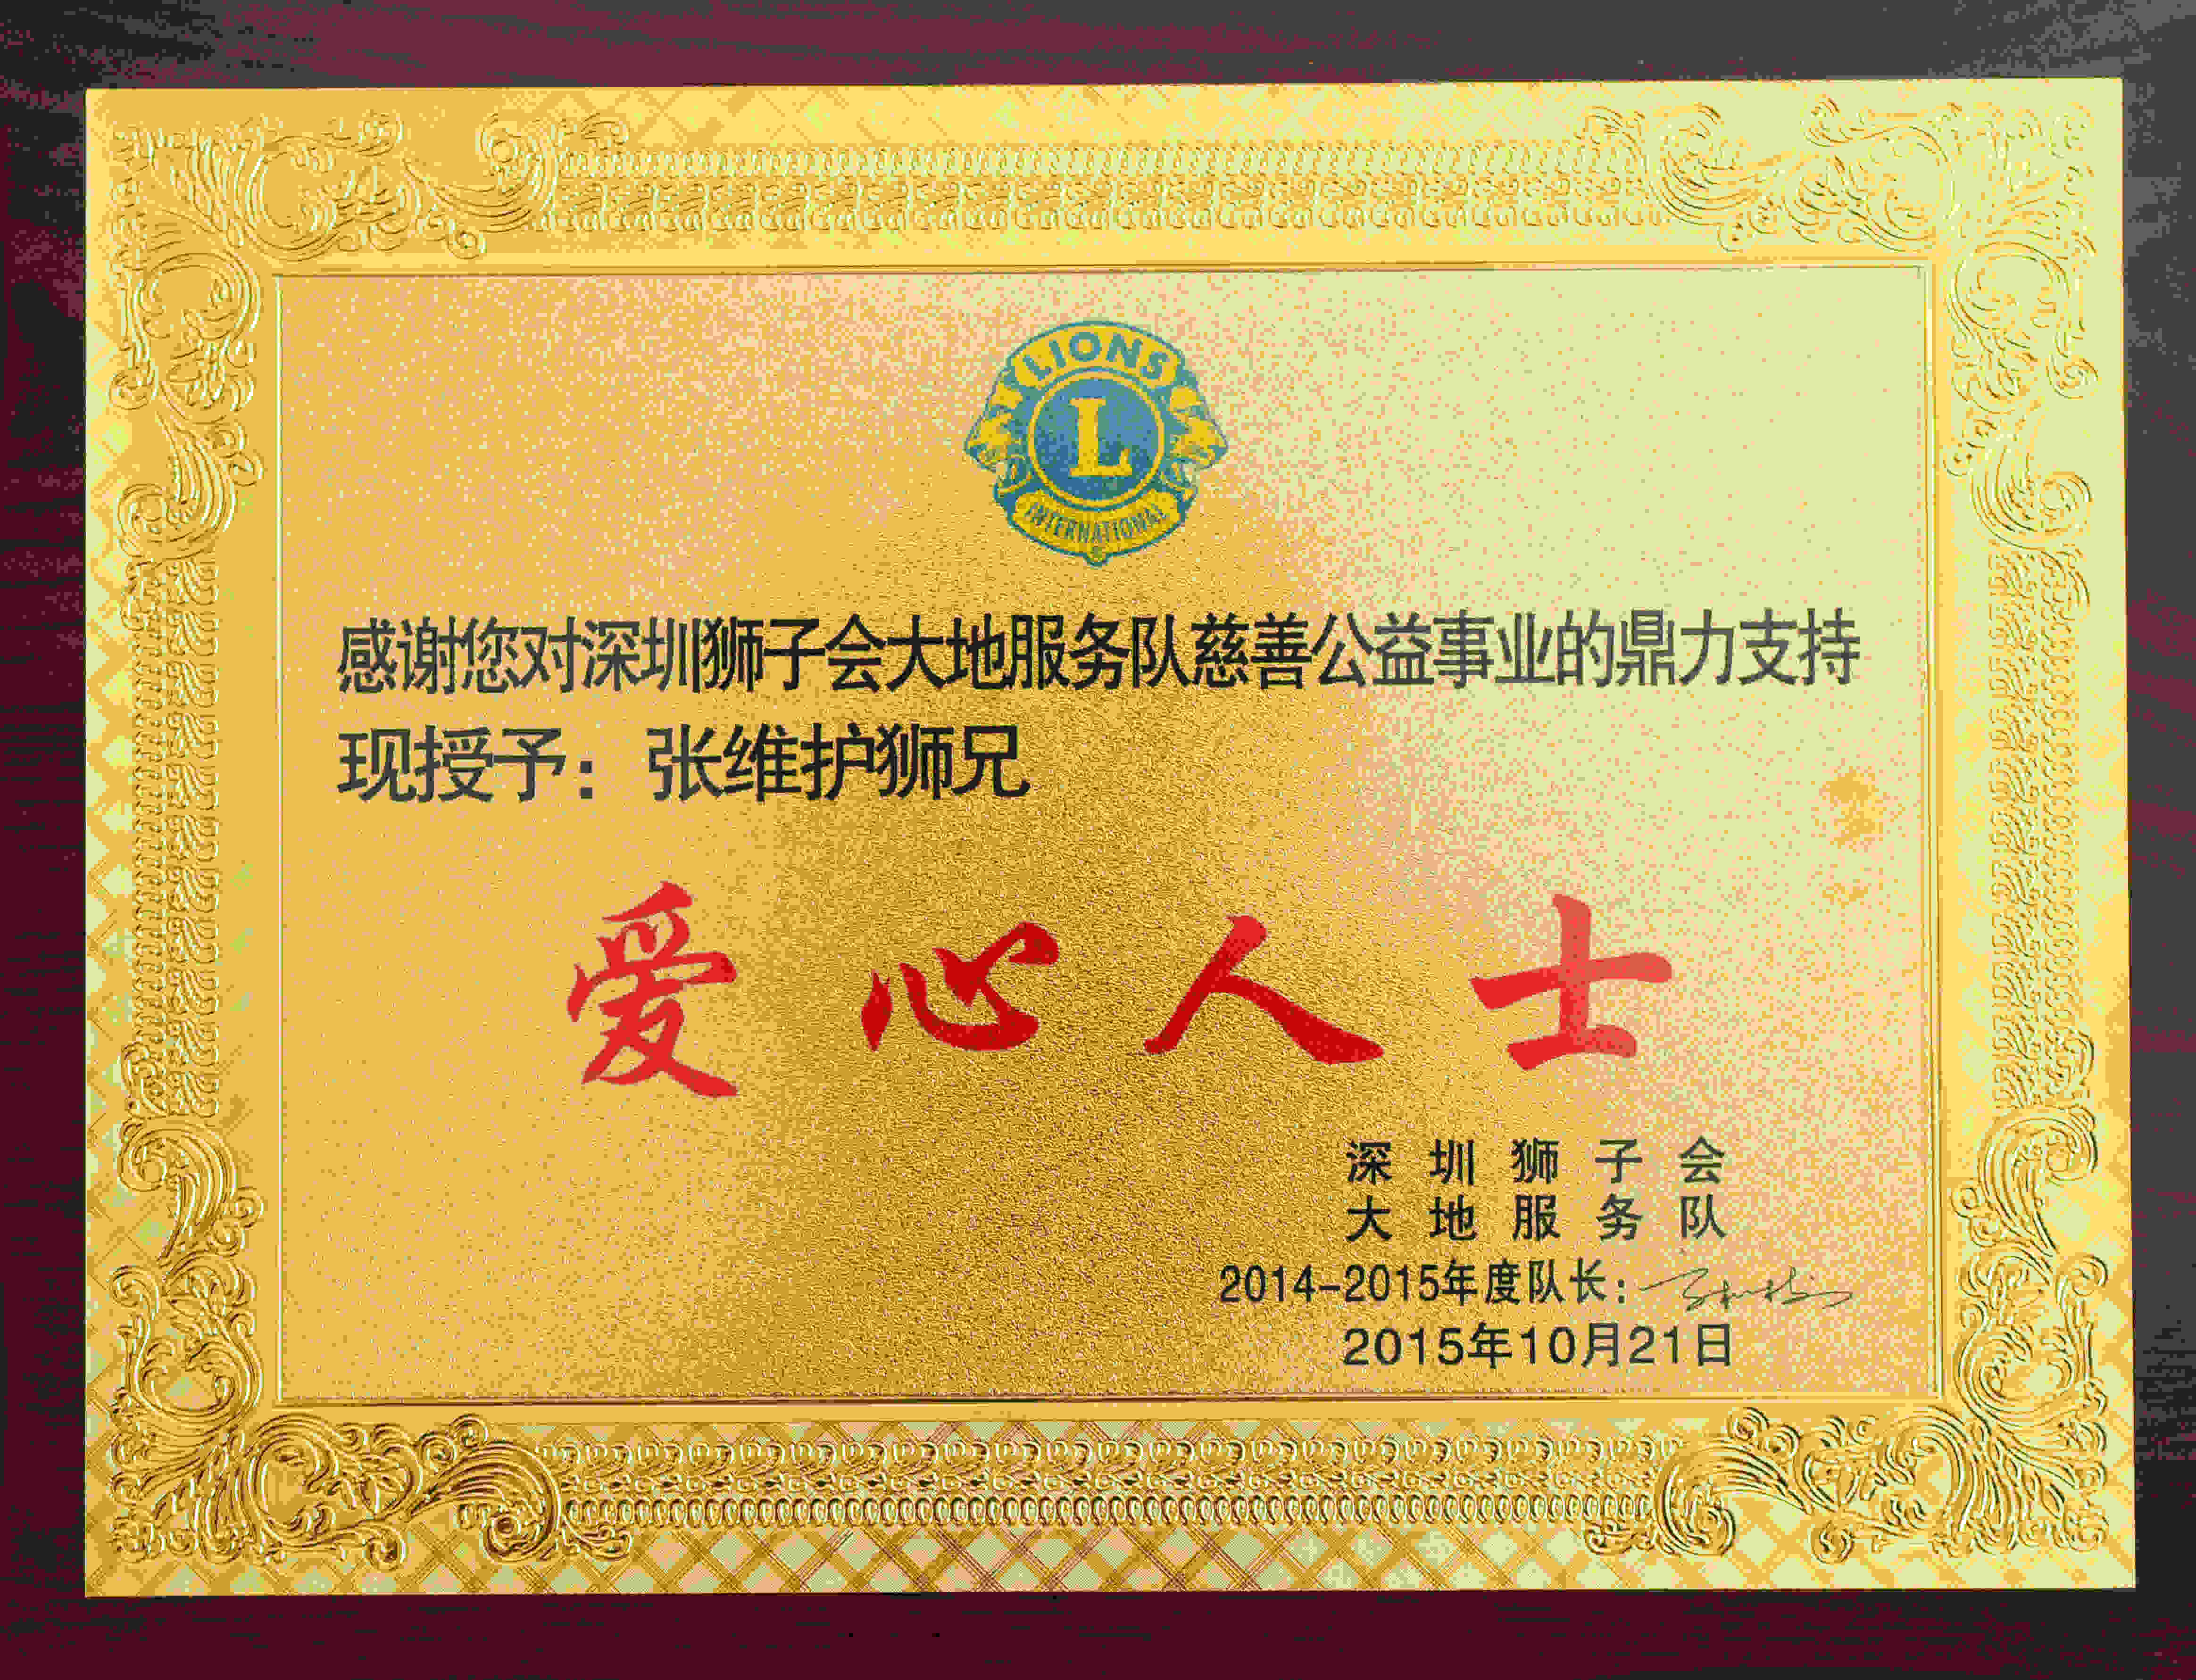 LIONS
L
INTERNATIONAL
感谢您对深圳狮子会大地服务队慈善公益事业的鼎力支持
现授予：张维护狮兄
爱心人士
深圳狮子会
大地服务队
2014-2015年度队长：
2015年10月21日